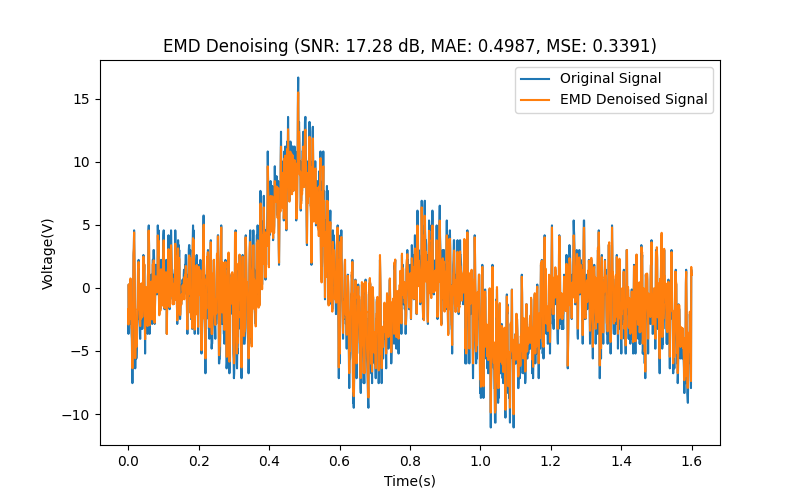 EMD Denoising (SNR: 17.28 dB, MAE: 0.4987, MSE: 0.3391)
Original Signal
EMD Denoised Signal
15
10
5
0
−5
−10
Voltage(V)
0.0 0.2 0.4 0.6 0.8 1.0 1.2 1.4 1.6
Time(s)